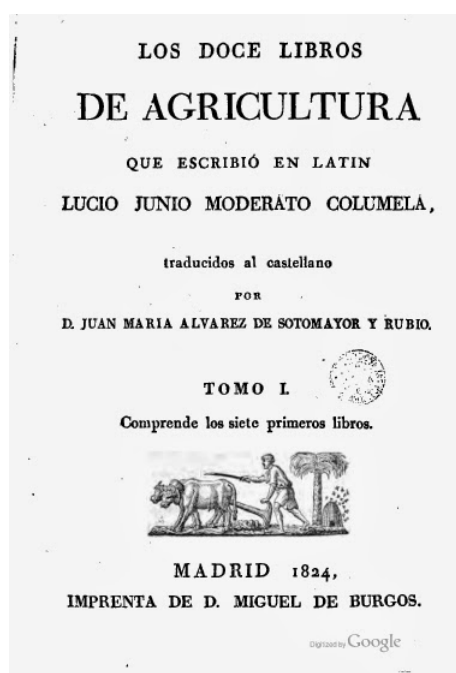 LOS DOCE LIBROS
DE AGRICULTURA
QUE ESCRIBIÓ EN LATIN
LUCIO JUNIO MODERATO COLUMELA,
traducidos al castellano
POR
D. JUAN MARIA ALVAREZ DE SOTOMAYOR Y RUBIO.
TOMO I.
Comprende los siete primeros libros.
MADRID 1824,
IMPRENTA DE D. MIGUEL DE BURGOS.
Digitized by Google